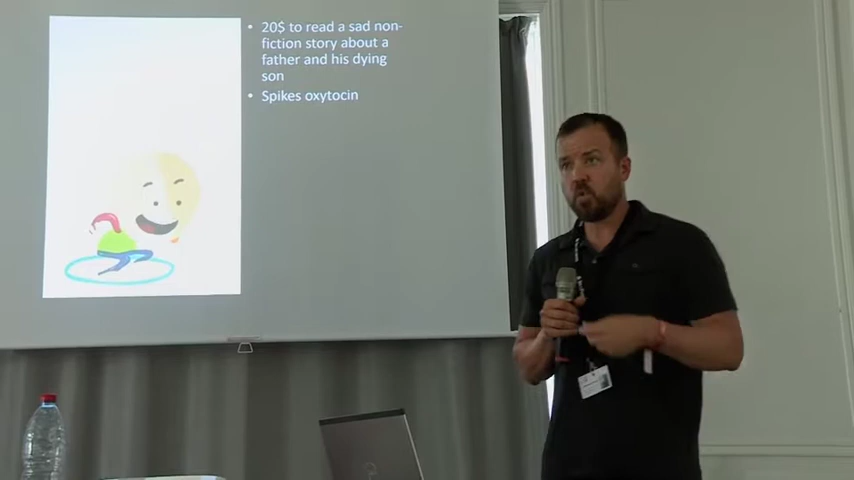 • 20$ to read a sad non-
fiction story about a
father and his dying
son
• Spikes oxytocin